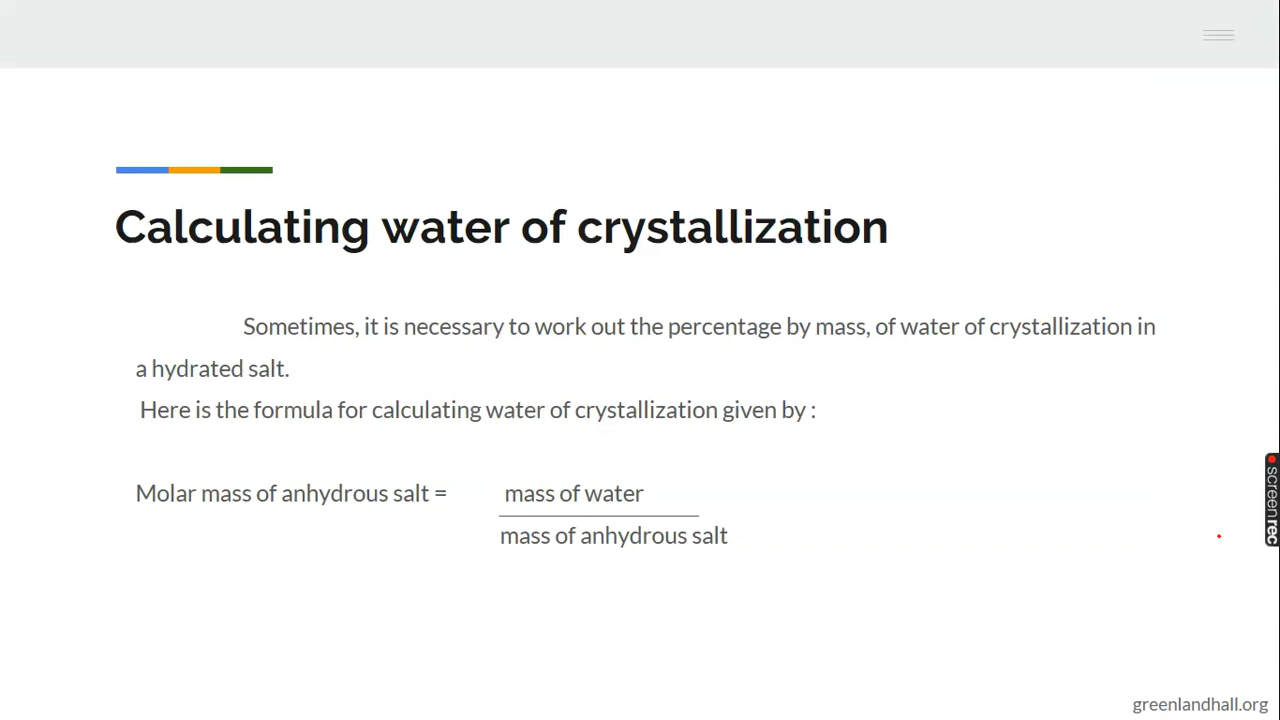 Calculating water of crystallization
Sometimes, it is necessary to work out the percentage by mass, of water of crystallization in
a hydrated salt.
Here is the formula for calculating water of crystallization given by :
Molar mass of anhydrous salt = mass of water
mass of anhydrous salt
screenrec
greenlandhall.org